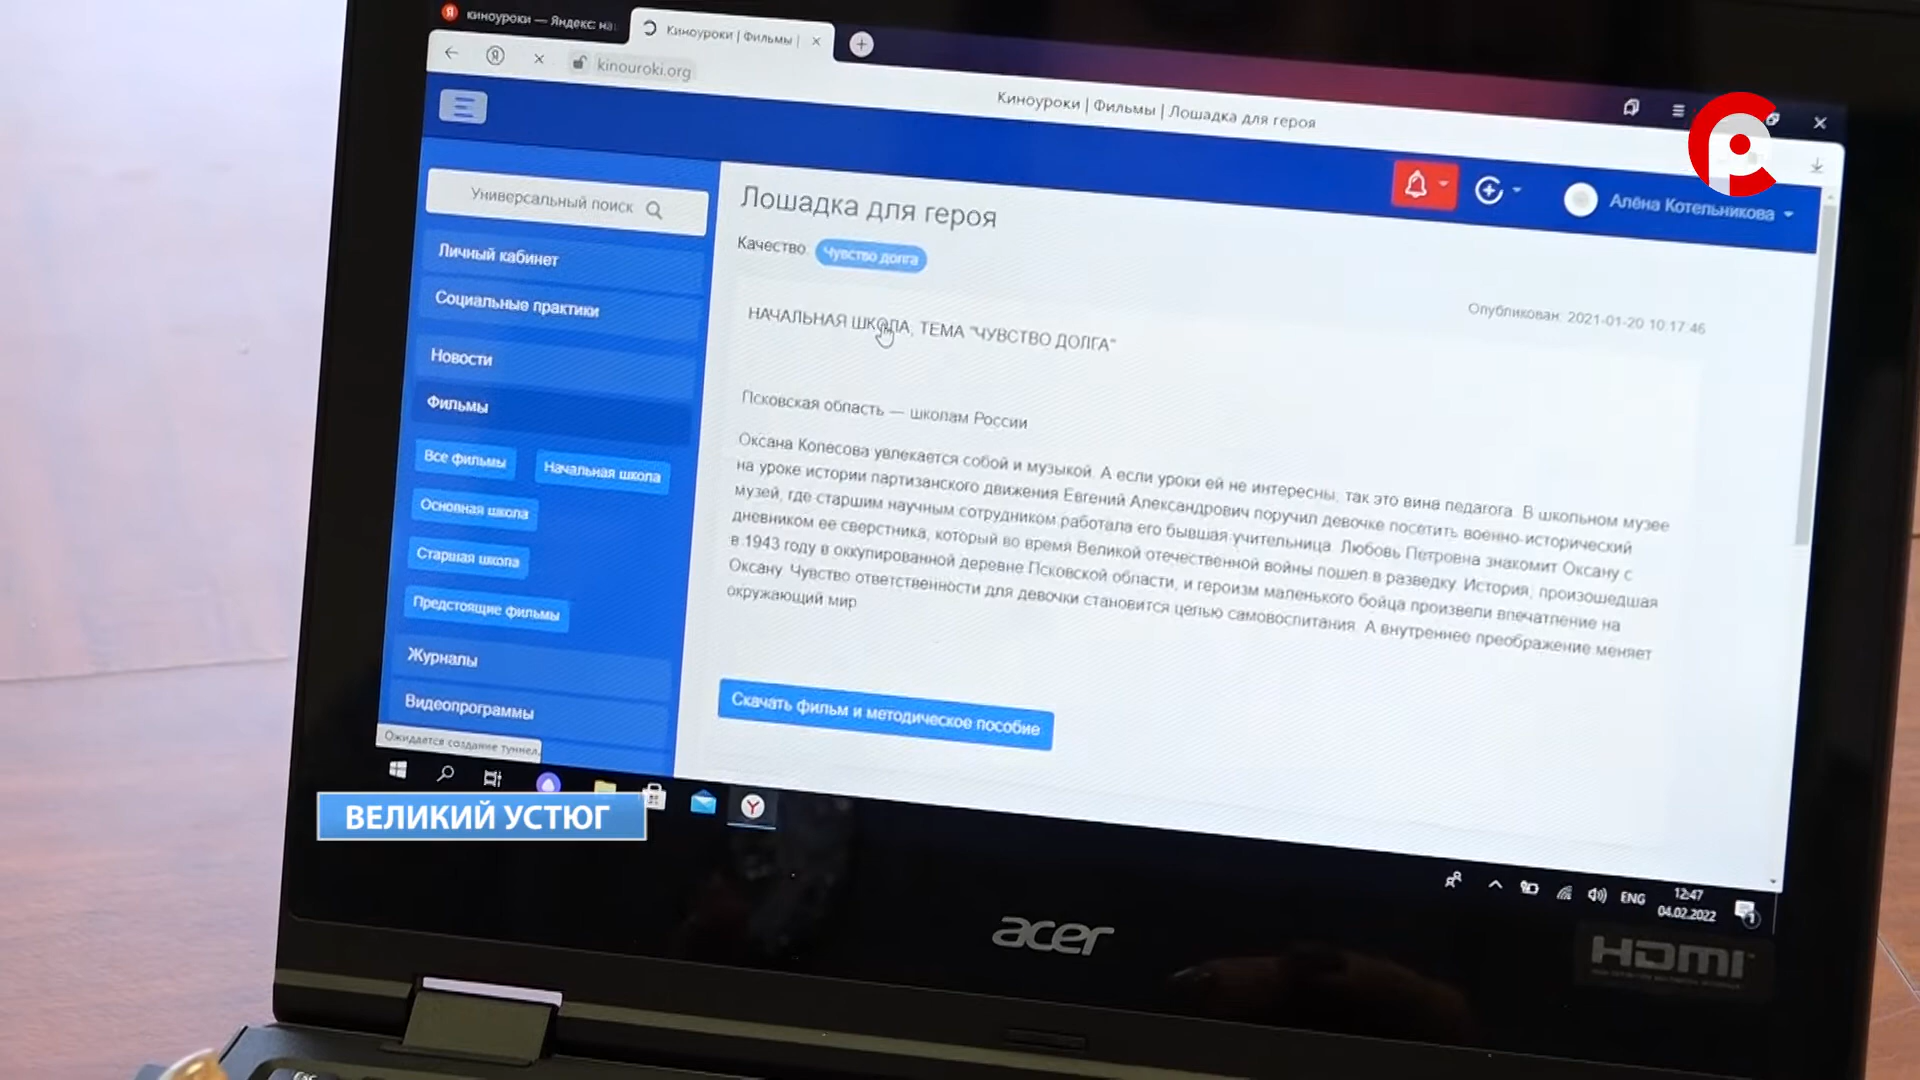 киноуроки — Яндекс: на
Киноуроки | Фильмы |
kinouroki.org
Киноуроки | Фильмы | Лошадка для героя
Алёна Котельникова
Универсальный поиск
Личный кабинет
Социальные практики
Новости
Фильмы
Все фильмы
Начальная школа
Основная школа
Старшая школа
Предстоящие фильмы
Журналы
Видеопрограммы
Ожидается создание туннел
Лошадка для героя
Качество: Чувство долга
Опубликован: 2021-01-20 10:17:46
НАЧАЛЬНАЯ ШКОЛА, ТЕМА "ЧУВСТВО ДОЛГА"
Псковская область — школам России
Оксана Колесова увлекается собой и музыкой. А если уроки ей не интересны, так это вина педагога. В школьном музее
на уроке истории партизанского движения Евгений Александрович поручил девочке посетить военно-исторический
музей, где старшим научным сотрудником работала его бывшая учительница. Любовь Петровна знакомит Оксану с
дневником ее сверстника, который во время Великой отечественной войны пошел в разведку. История, произошедшая
в 1943 году в оккупированной деревне Псковской области, и героизм маленького бойца произвели впечатление на
Оксану. Чувство ответственности для девочки становится целью самовоспитания. А внутреннее преображение меняет
окружающий мир
Скачать фильм и методическое пособие
ВЕЛИКИЙ УСТЮГ
ENG
12:47
04.02.2022
1
acer
HDMI
Esc